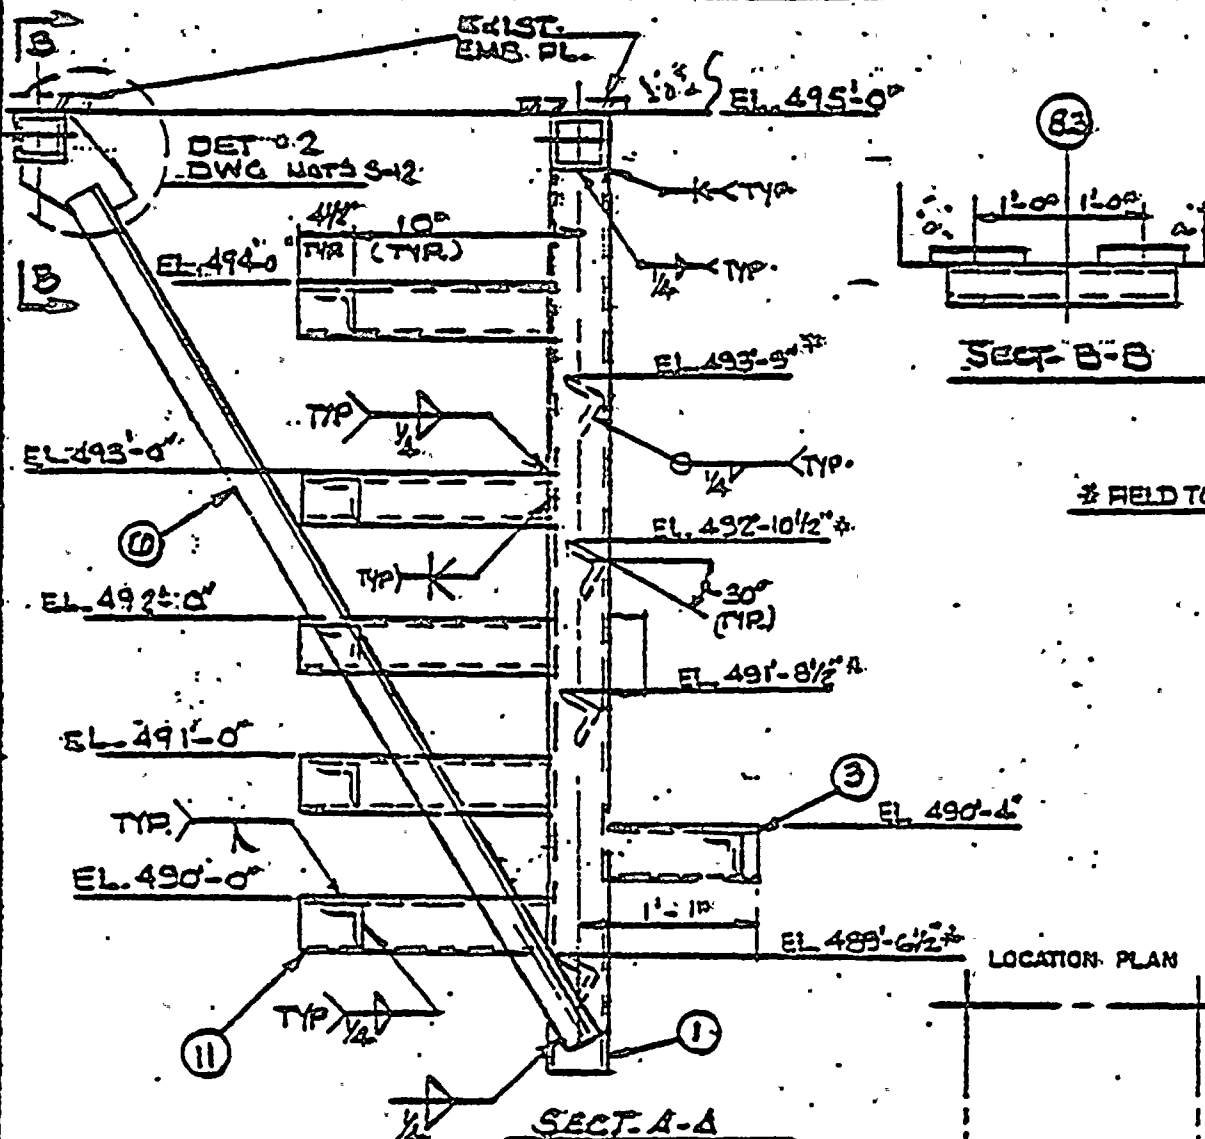 B
EXIST.
EMB. PL.
EL. 495'-0"
DET
2
DWG
S-12
4½"
TYP.
10"
(TYP.)
EL. 494'-0"
B
TYP.
1/4
TYP.
83
1'-0" 1'-0"
SECT. B-B
EL. 493'-9" *
TYP.
1/4
EL. 493'-0"
1/4
TYP.
* FIELD TO
EL. 492'-10½" *
TYP.
30°
(TYP.)
EL. 492'-0"
EL. 491'-8½" *
EL. 491'-0"
3
EL. 490'-4"
TYP.
EL. 490'-0"
1'-1"
EL. 489'-6½" *
LOCATION PLAN
TYP.
1/4
11
1
1/4
SECT. A-A